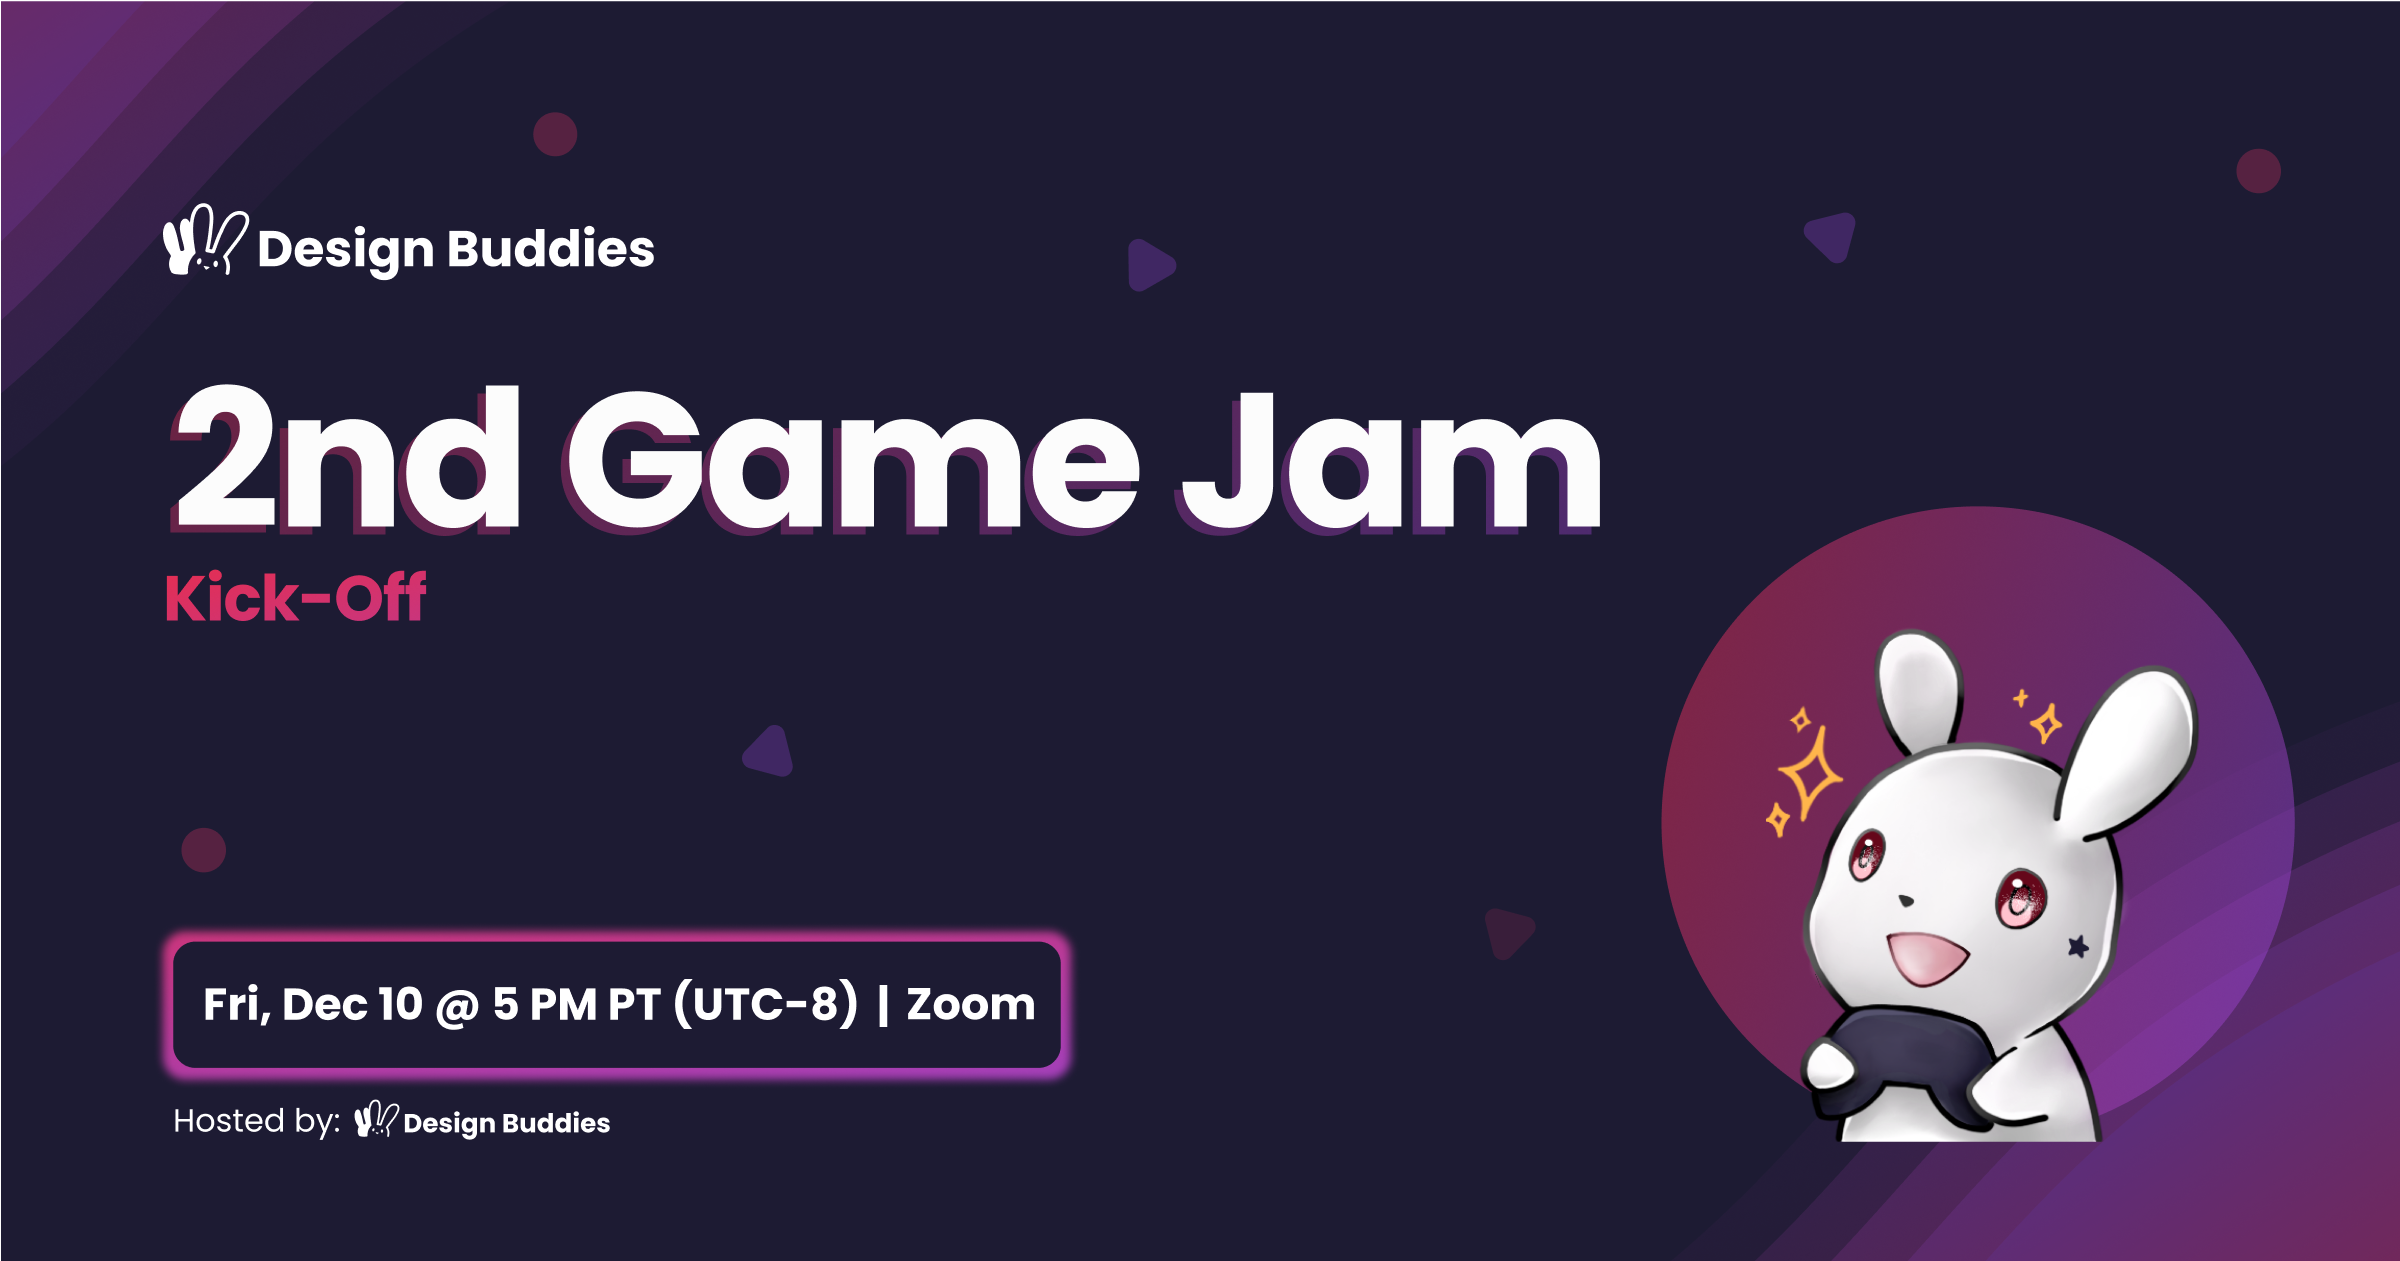 Design Buddies
2nd Game Jam
Kick-Off
Fri, Dec 10 @ 5 PM PT (UTC-8) | Zoom
Hosted by: Design Buddies